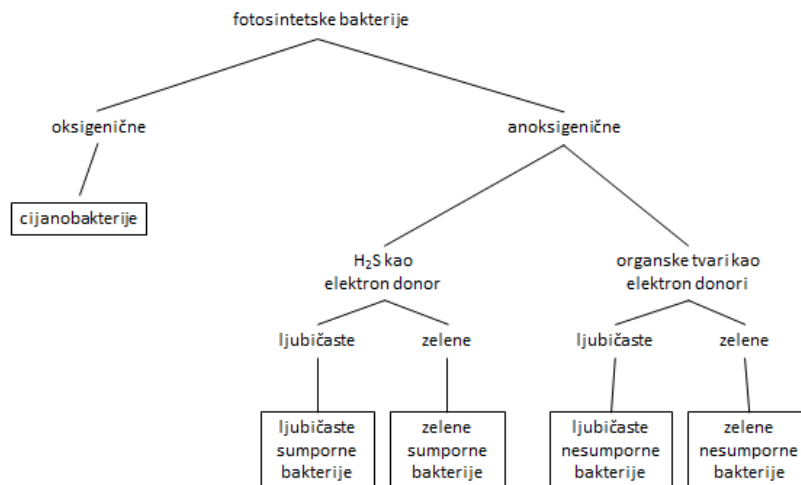 fotosintetske bakterije
oksigenične
anoksigenične
cijanobakterije
H₂S kao
elektron donor
organske tvari kao
elektron donori
ljubičaste
zelene
ljubičaste
zelene
ljubičaste
sumporne
bakterije
zelene
sumporne
bakterije
ljubičaste
nesumporne
bakterije
zelene
nesumporne
bakterije